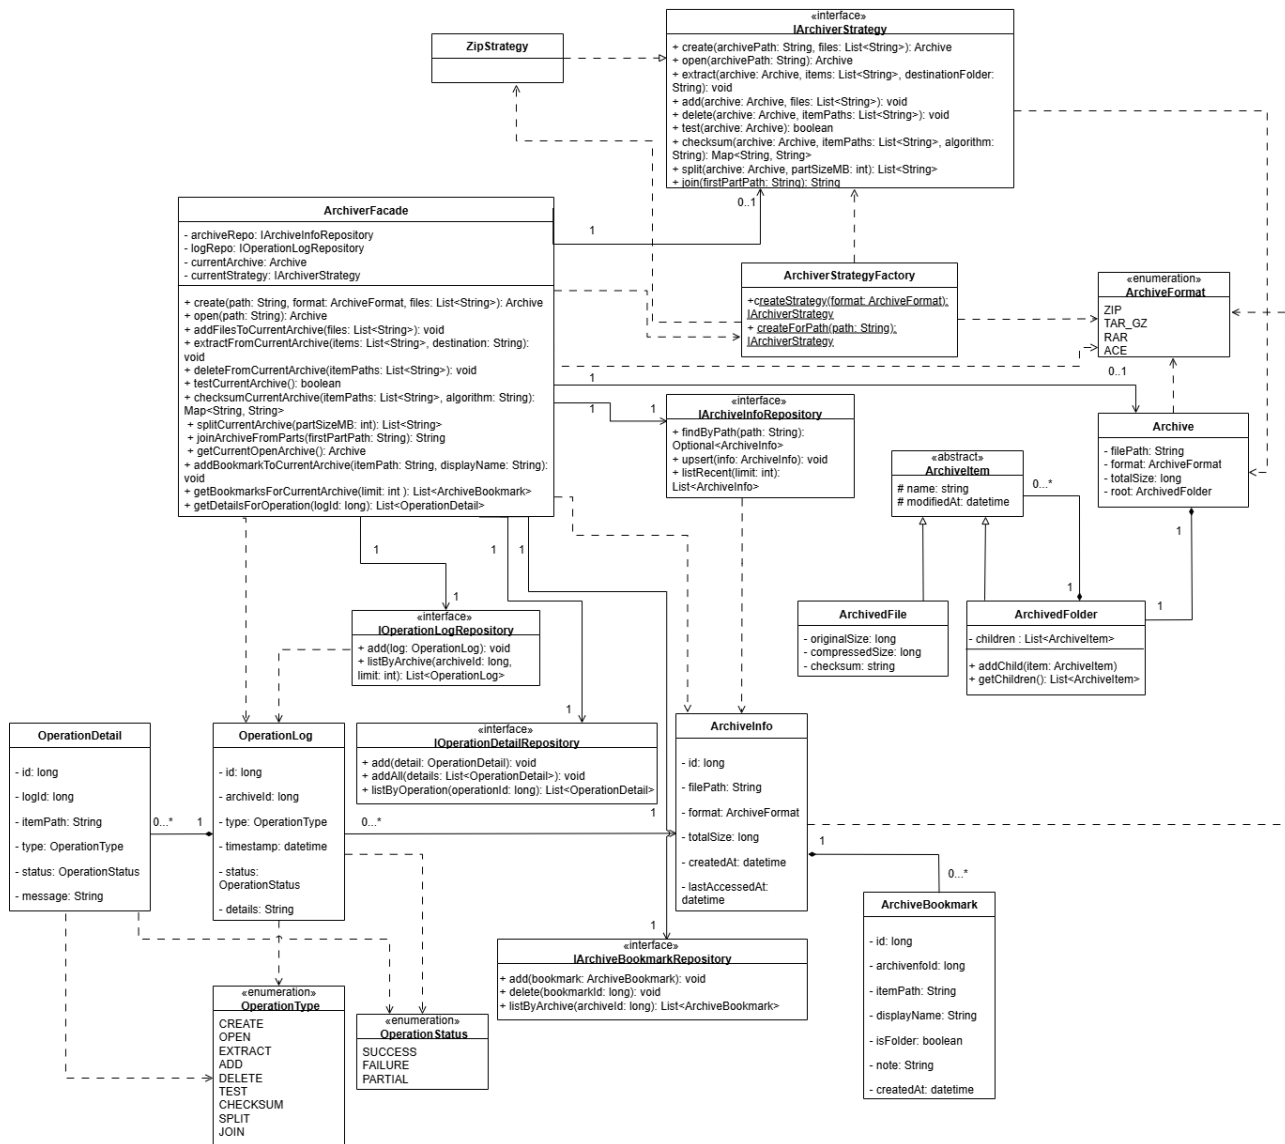 «interface»
IArchiverStrategy
+ create(archivePath: String, files: List<String>): Archive
+ open(archivePath: String): Archive
+ extract(archive: Archive, items: List<String>, destinationFolder:
String): void
+ add(archive: Archive, files: List<String>): void
+ delete(archive: Archive, itemPaths: List<String>): void
+ test(archive: Archive): boolean
+ checksum(archive: Archive, itemPaths: List<String>, algorithm:
String): Map<String, String>
+ split(archive: Archive, partSizeMB: int): List<String>
+ join(firstPartPath: String): String
ZipStrategy
0..1
1
ArchiverFacade
- archiveRepo: IArchiveInfoRepository
- logRepo: IOperationLogRepository
- currentArchive: Archive
- currentStrategy: IArchiverStrategy
+ create(path: String, format: ArchiveFormat, files: List<String>): Archive
+ open(path: String): Archive
+ addFilesToCurrentArchive(files: List<String>): void
+ extractFromCurrentArchive(items: List<String>, destination: String):
void
+ deleteFromCurrentArchive(itemPaths: List<String>): void
+ testCurrentArchive(): boolean
+ checksumCurrentArchive(itemPaths: List<String>, algorithm: String):
Map<String, String>
+ splitCurrentArchive(partSizeMB: int): List<String>
+ joinArchiveFromParts(firstPartPath: String): String
+ getCurrentOpenArchive(): Archive
+ addBookmarkToCurrentArchive(itemPath: String, displayName: String):
void
+ getBookmarksForCurrentArchive(limit: int ): List<ArchiveBookmark>
+ getDetailsForOperation(logId: long): List<OperationDetail>
ArchiverStrategyFactory
+createStrategy(format: ArchiveFormat):
IArchiverStrategy
+ createForPath(path: String):
IArchiverStrategy
«enumeration»
ArchiveFormat
ZIP
TAR_GZ
RAR
ACE
1
0..1
1
1
«interface»
IArchiveInfoRepository
+ findByPath(path: String):
Optional<ArchiveInfo>
+ upsert(info: ArchiveInfo): void
+ listRecent(limit: int):
List<ArchiveInfo>
Archive
- filePath: String
- format: ArchiveFormat
- totalSize: long
- root: ArchivedFolder
«abstract»
ArchiveItem
# name: string
# modifiedAt: datetime
0...*
1
1
1
1
1
1
1
ArchivedFile
- originalSize: long
- compressedSize: long
- checksum: string
ArchivedFolder
- children : List<ArchiveItem>
+ addChild(item: ArchiveItem)
+ getChildren(): List<ArchiveItem>
1
«interface»
IOperationLogRepository
+ add(log: OperationLog): void
+ listByArchive(archiveId: long,
limit: int): List<OperationLog>
1
«interface»
IOperationDetailRepository
+ add(detail: OperationDetail): void
+ addAll(details: List<OperationDetail>): void
+ listByOperation(operationId: long): List<OperationDetail>
OperationDetail
- id: long
- logId: long
- itemPath: String
- type: OperationType
- status: OperationStatus
- message: String
0...*
1
OperationLog
- id: long
- archiveId: long
- type: OperationType
- timestamp: datetime
- status:
OperationStatus
- details: String
0...*
1
ArchiveInfo
- id: long
- filePath: String
- format: ArchiveFormat
- totalSize: long
- createdAt: datetime
- lastAccessedAt:
datetime
1
0...*
ArchiveBookmark
- id: long
- archivenfoId: long
- itemPath: String
- displayName: String
- isFolder: boolean
- note: String
- createdAt: datetime
1
«interface»
IArchiveBookmarkRepository
+ add(bookmark: ArchiveBookmark): void
+ delete(bookmarkId: long): void
+ listByArchive(archiveId: long): List<ArchiveBookmark>
«enumeration»
OperationType
CREATE
OPEN
EXTRACT
ADD
DELETE
TEST
CHECKSUM
SPLIT
JOIN
«enumeration»
OperationStatus
SUCCESS
FAILURE
PARTIAL